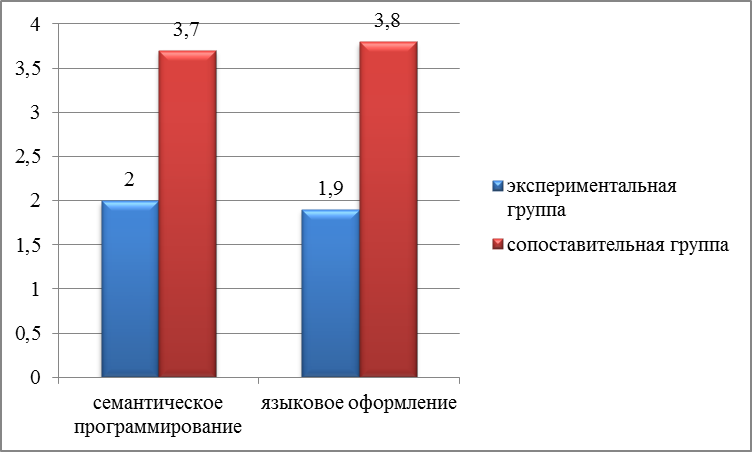 4
3,5
3
2,5
2
1,5
1
0,5
0
3,7
3,8
2
1,9
семантическое
программирование
языковое оформление
экспериментальная
группа
сопоставительная группа